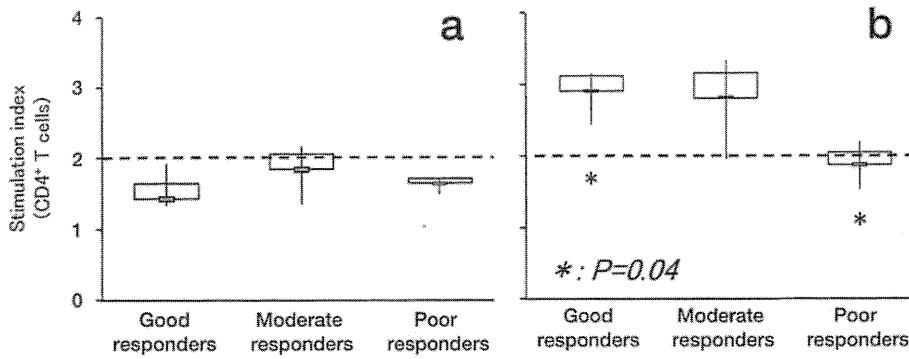 a
b
4
3
2
1
0
Stimulation index
(CD4⁺ T cells)
*
*
*: P=0.04
Good
responders
Moderate
responders
Poor
responders
Good
responders
Moderate
responders
Poor
responders